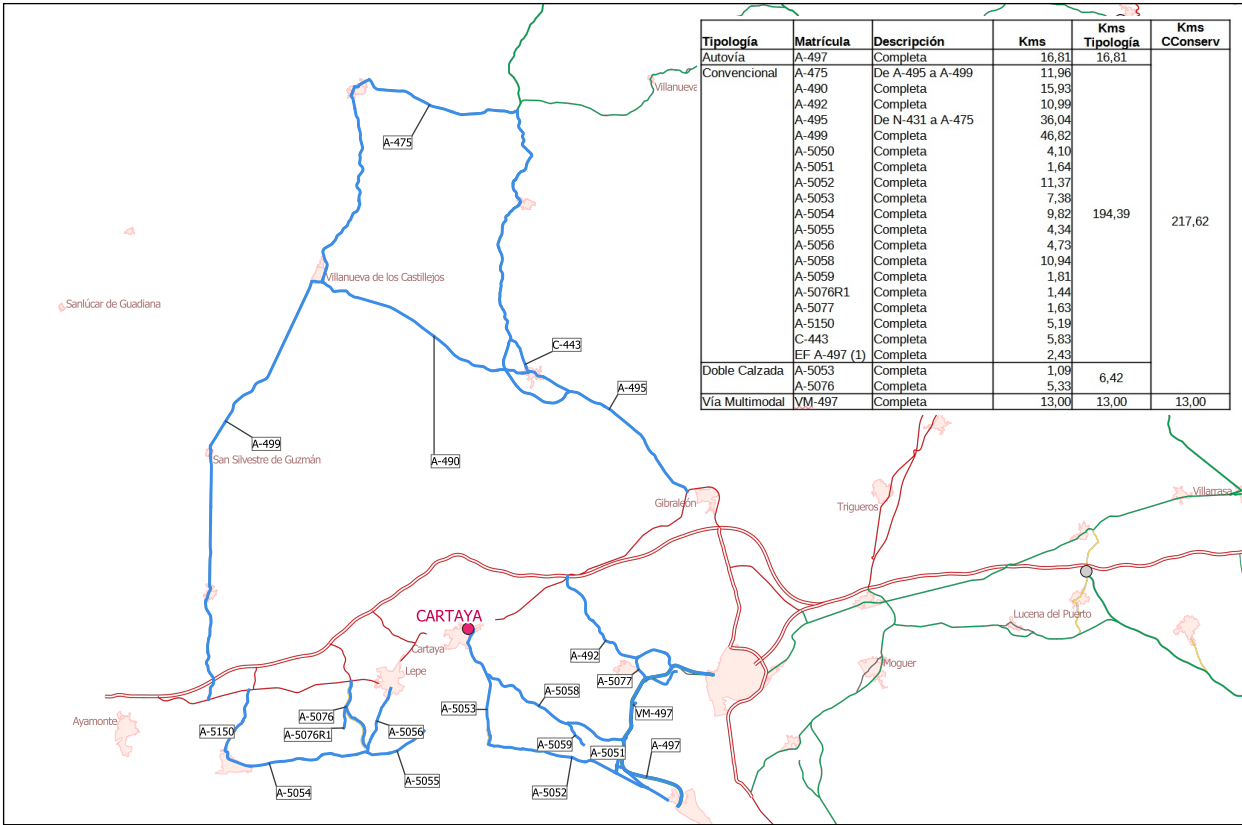 Kms Kms
Tipología Matrícula Descripción Kms Tipología CConserv
Autovía A-497 Completa 16,81 16,81
Convencional A-475 De A-495 a A-499 11,96
A-490 Completa 15,93
A-492 Completa 10,99
A-495 De N-431 a A-475 36,04
A-499 Completa 46,82
A-5050 Completa 4,10
A-5051 Completa 1,64
A-5052 Completa 11,37
A-5053 Completa 7,38
A-5054 Completa 9,82 194,39
217,62
A-5055 Completa 4,34
A-5056 Completa 4,73
A-5058 Completa 10,94
A-5059 Completa 1,81
A-5076R1 Completa 1,44
A-5077 Completa 1,63
A-5150 Completa 5,19
C-443 Completa 5,83
EF A-497 (1) Completa 2,43
Doble Calzada A-5053 Completa 1,09
6,42
A-5076 Completa 5,33
Vía Multimodal VM-497 Completa 13,00 13,00 13,00
Villanueva
A-475
Villanueva de los Castillejos
Sanlúcar de Guadiana
C-443
A-495
A-499
San Silvestre de Guzmán
A-490
Gibraleón
Trigueros
Villarrasa
CARTAYA
Cartaya
Lepe
A-492
A-5077
Lucena del Puerto
Moguer
A-5058
Ayamonte
A-5076
A-5053
VM-497
A-5150
A-5076R1
A-5056
A-5059
A-5051
A-497
A-5055
A-5054
A-5052